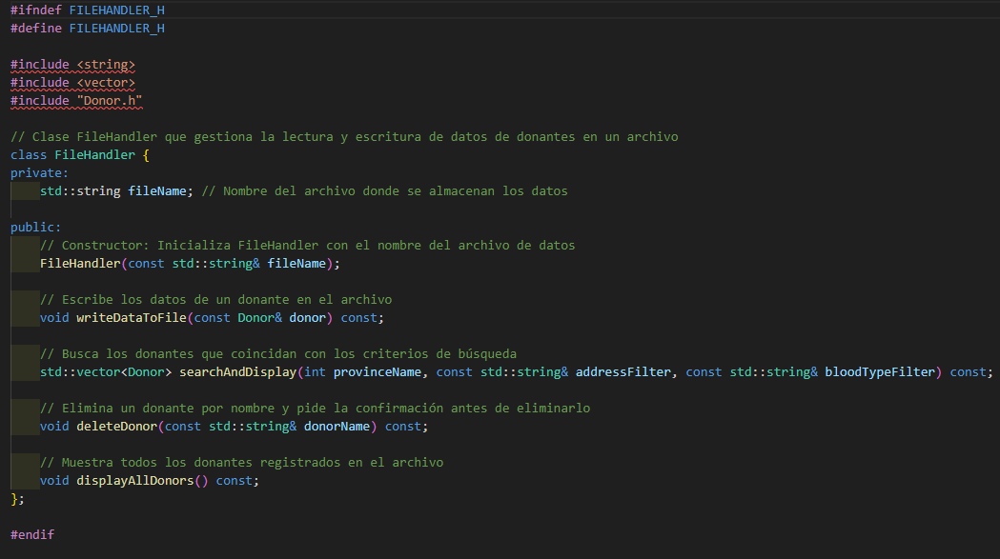 #ifndef FILEHANDLER_H
#define FILEHANDLER_H
#include <string>
#include <vector>
#include "Donor.h"
// Clase FileHandler que gestiona la lectura y escritura de datos de donantes en un archivo
class FileHandler {
private:
std::string fileName; // Nombre del archivo donde se almacenan los datos
public:
// Constructor: Inicializa FileHandler con el nombre del archivo de datos
FileHandler(const std::string& fileName);
// Escribe los datos de un donante en el archivo
void writeDataToFile(const Donor& donor) const;
// Busca los donantes que coincidan con los criterios de búsqueda
std::vector<Donor> searchAndDisplay(int provinceName, const std::string& addressFilter, const std::string& bloodTypeFilter) const;
// Elimina un donante por nombre y pide la confirmación antes de eliminarlo
void deleteDonor(const std::string& donorName) const;
// Muestra todos los donantes registrados en el archivo
void displayAllDonors() const;
};
#endif